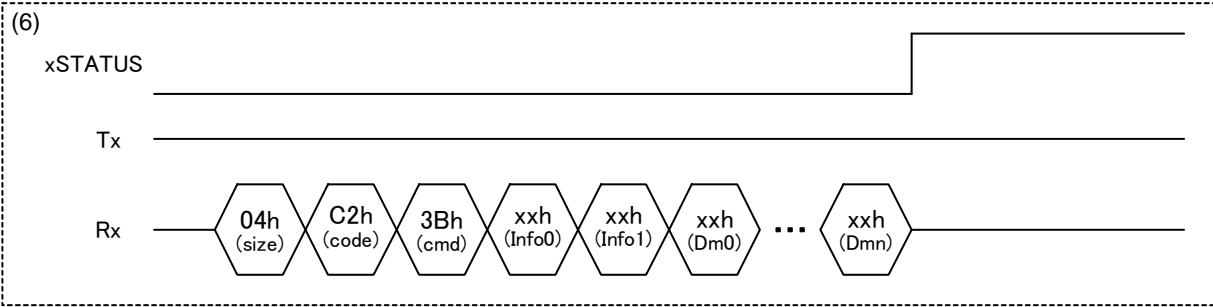 (6)
xSTATUS
Tx
Rx
04h
(size)
C2h
(code)
3Bh
(cmd)
xxh
(Info0)
xxh
(Info1)
xxh
(Dm0)
...
xxh
(Dmn)